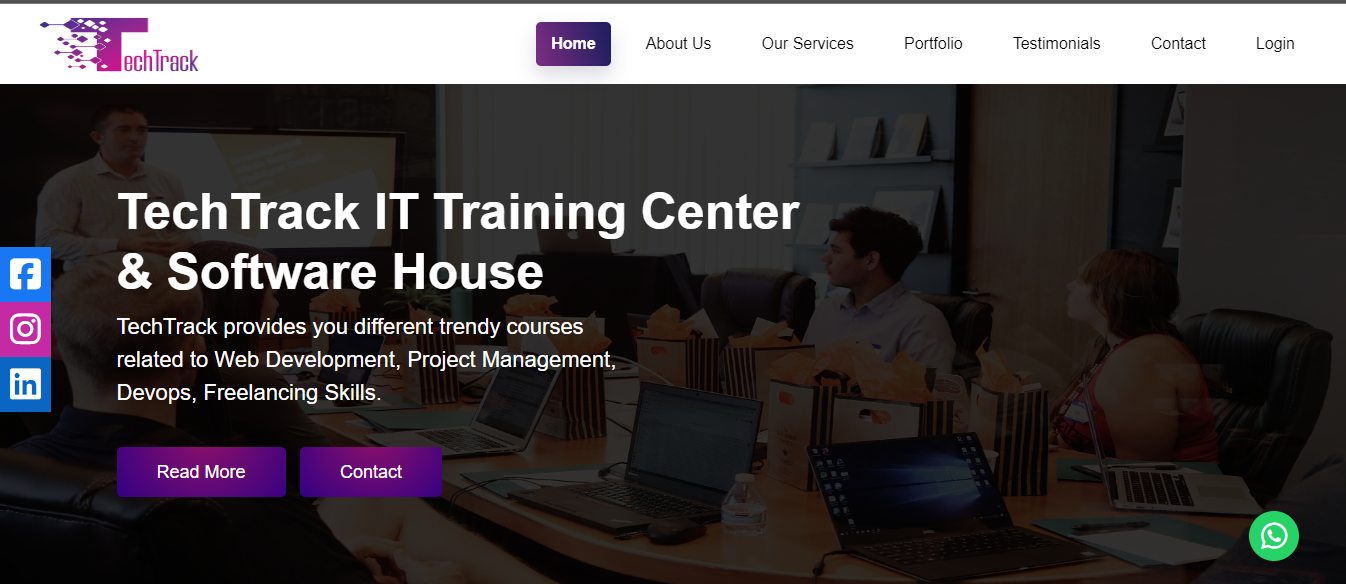 TechTrack
Home
About Us
Our Services
Portfolio
Testimonials
Contact
Login
TechTrack IT Training Center
& Software House
TechTrack provides you different trendy courses
related to Web Development, Project Management,
Devops, Freelancing Skills.
Read More
Contact